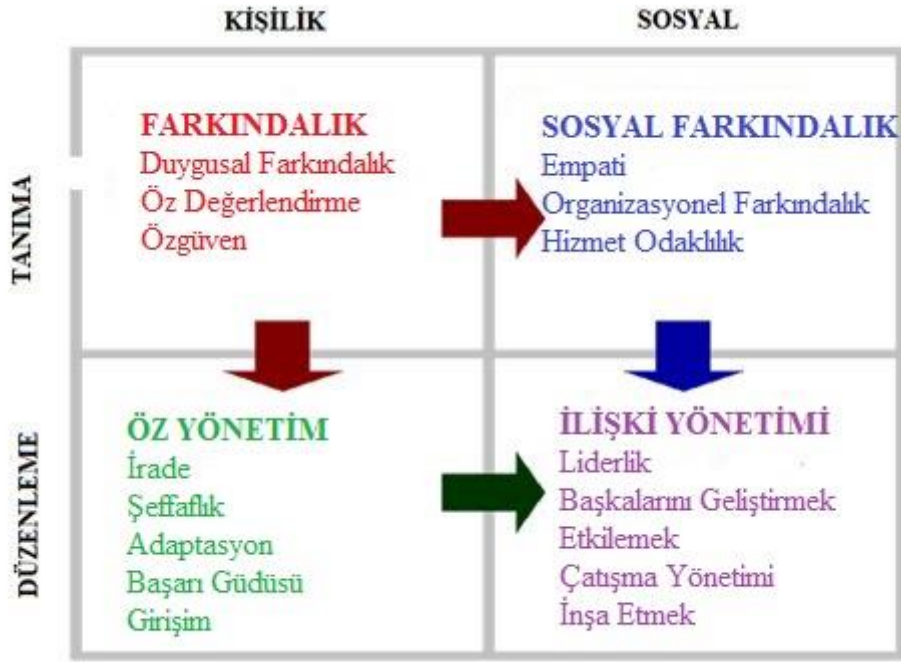 KİŞİLİK
SOSYAL
TANIMA
FARKINDALIK
Duygusal Farkındalık
Öz Değerlendirme
Özgüven
SOSYAL FARKINDALIK
Empati
Organizasyonel Farkındalık
Hizmet Odaklılık
DÜZENLEME
ÖZ YÖNETİM
İrade
Şeffaflık
Adaptasyon
Başarı Güdüsü
Girişim
İLİŞKİ YÖNETİMİ
Liderlik
Başkalarını Geliştirmek
Etkilemek
Çatışma Yönetimi
İnşa Etmek